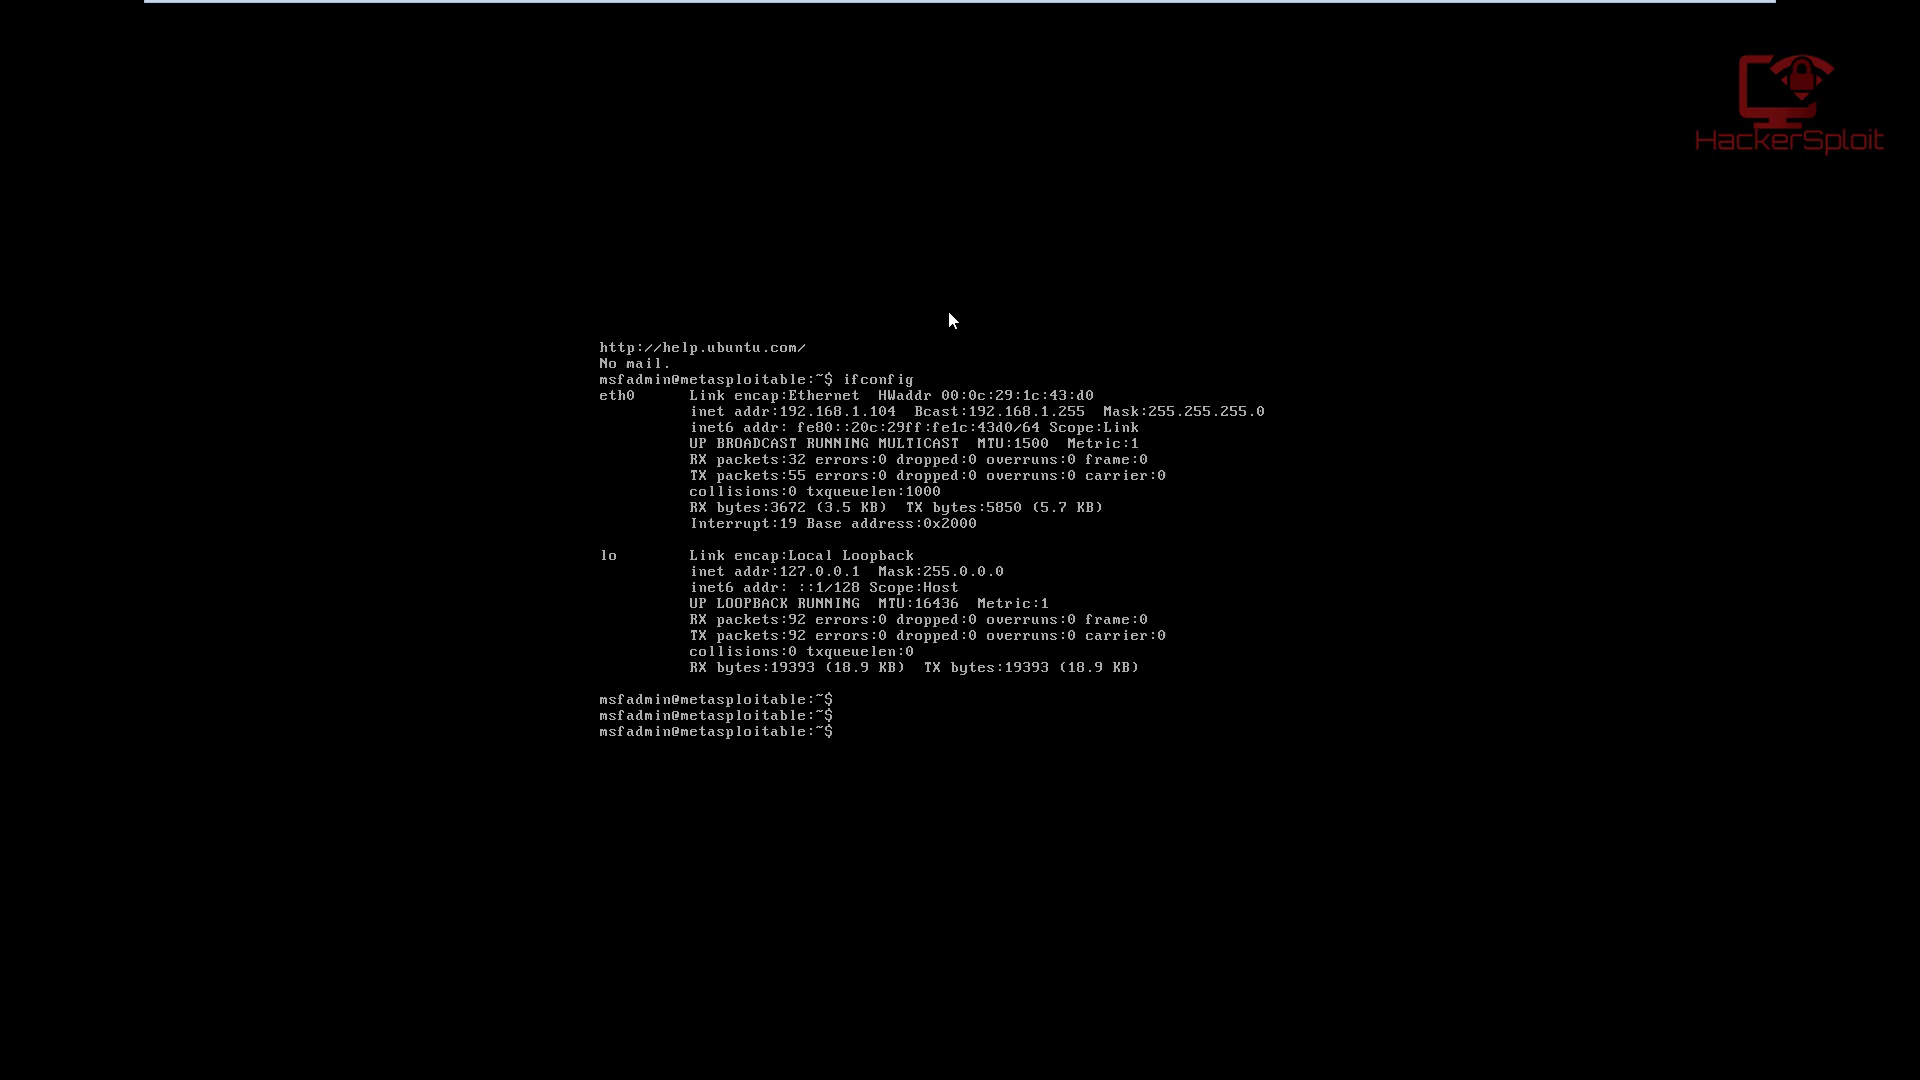 HackerSploit
http://help.ubuntu.com/
No mail.
msfadmin@metasploitable:~$ ifconfig
eth0      Link encap:Ethernet  HWaddr 00:0c:29:1c:43:d0
          inet addr:192.168.1.104  Bcast:192.168.1.255  Mask:255.255.255.0
          inet6 addr: fe80::20c:29ff:fe1c:43d0/64 Scope:Link
          UP BROADCAST RUNNING MULTICAST  MTU:1500  Metric:1
          RX packets:32 errors:0 dropped:0 overruns:0 frame:0
          TX packets:55 errors:0 dropped:0 overruns:0 carrier:0
          collisions:0 txqueuelen:1000
          RX bytes:3672 (3.5 KB)  TX bytes:5850 (5.7 KB)
          Interrupt:19 Base address:0x2000
lo        Link encap:Local Loopback
          inet addr:127.0.0.1  Mask:255.0.0.0
          inet6 addr: ::1/128 Scope:Host
          UP LOOPBACK RUNNING  MTU:16436  Metric:1
          RX packets:92 errors:0 dropped:0 overruns:0 frame:0
          TX packets:92 errors:0 dropped:0 overruns:0 carrier:0
          collisions:0 txqueuelen:0
          RX bytes:19393 (18.9 KB)  TX bytes:19393 (18.9 KB)
msfadmin@metasploitable:~$
msfadmin@metasploitable:~$
msfadmin@metasploitable:~$